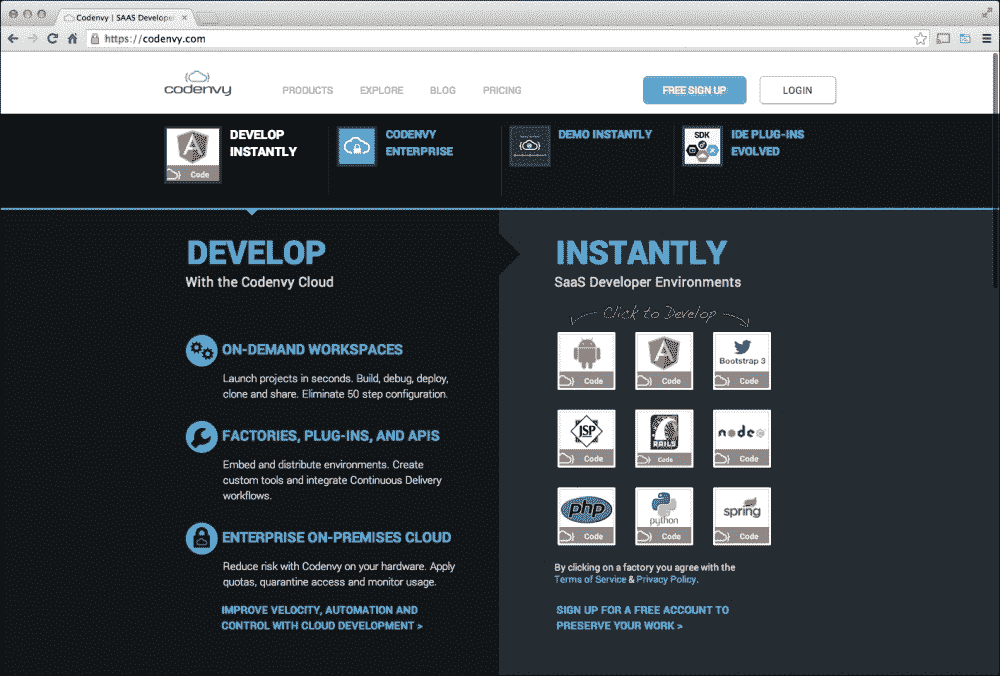 Codenvy | SAAS Developer
https://codenvy.com
codenvy
PRODUCTS EXPLORE BLOG PRICING
FREE SIGN UP LOGIN
DEVELOP
INSTANTLY
Code
CODENVY
ENTERPRISE
DEMO INSTANTLY
SDK
IDE PLUG-INS
EVOLVED
DEVELOP
With the Codenvy Cloud
ON-DEMAND WORKSPACES
Launch projects in seconds. Build, debug, deploy,
clone and share. Eliminate 50 step configuration.
FACTORIES, PLUG-INS, AND APIS
Embed and distribute environments. Create
custom tools and integrate Continuous Delivery
workflows.
ENTERPRISE ON-PREMISES CLOUD
Reduce risk with Codenvy on your hardware. Apply
quotas, quarantine access and monitor usage.
IMPROVE VELOCITY, AUTOMATION AND
CONTROL WITH CLOUD DEVELOPMENT >
INSTANTLY
SaaS Developer Environments
Click to Develop
Bootstrap 3
Code Code Code
JSP RAILS node
Code Code Code
php python spring
Code Code Code
By clicking on a factory you agree with the
Terms of Service & Privacy Policy.
SIGN UP FOR A FREE ACCOUNT TO
PRESERVE YOUR WORK >